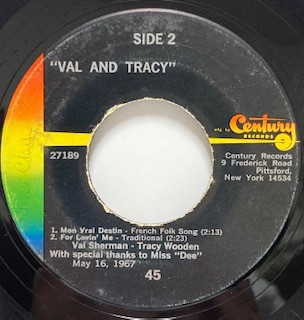 SIDE 2
"VAL AND TRACY"
mfg by Century
RECORDS
27189
Century Records
9 Frederick Road
Pittsford,
New York 14534
1. Mon Vrai Destin - French Folk Song (2:13)
2. For Lovin' Me - Traditional (2:23)
Val Sherman - Tracy Wooden
With special thanks to Miss "Dee"
May 16, 1967
45